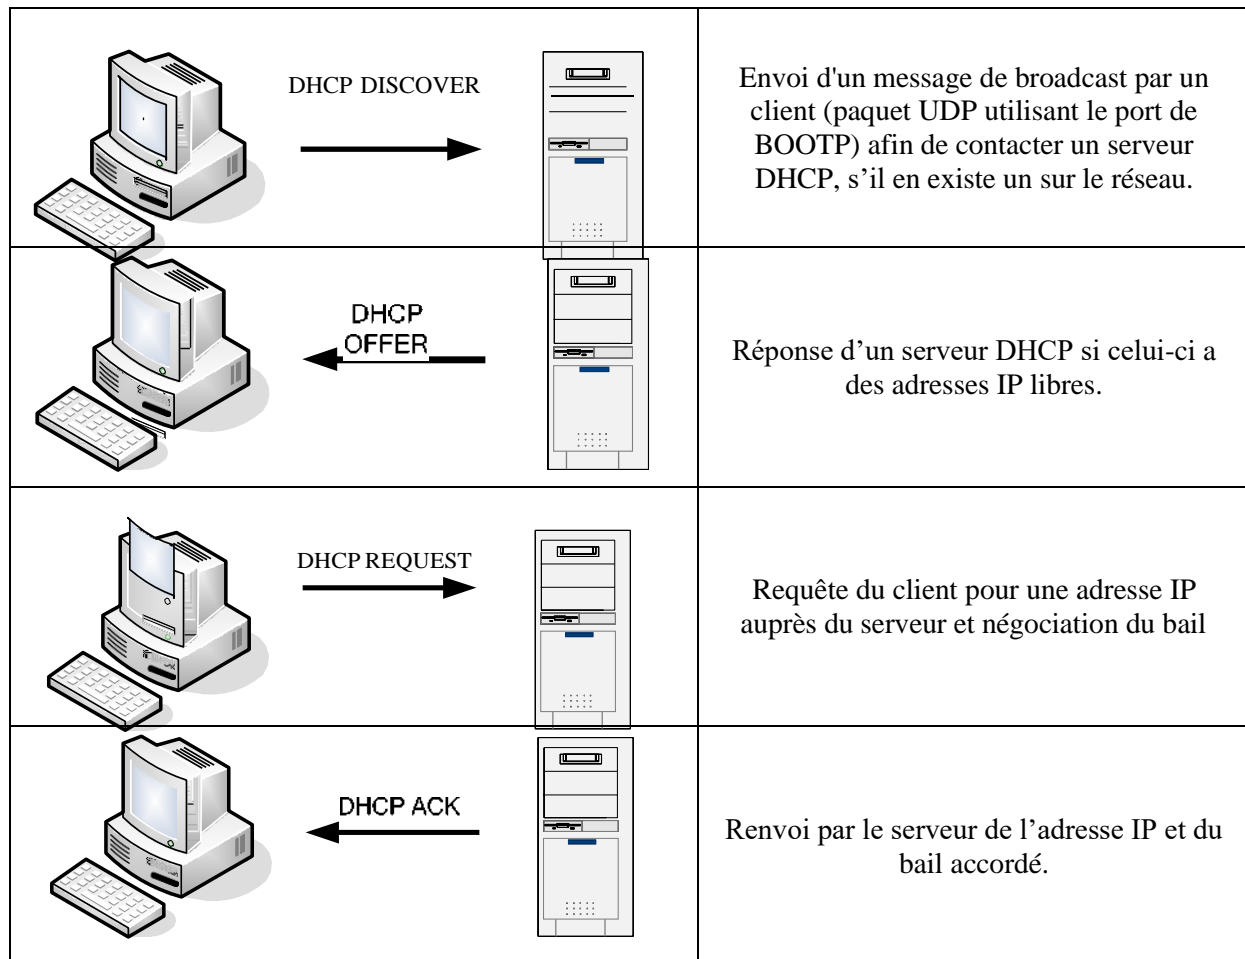 DHCP DISCOVER
Envoi d'un message de broadcast par un
client (paquet UDP utilisant le port de
BOOTP) afin de contacter un serveur
DHCP, s’il en existe un sur le réseau.
DHCP
OFFER
Réponse d’un serveur DHCP si celui-ci a
des adresses IP libres.
DHCP REQUEST
Requête du client pour une adresse IP
auprès du serveur et négociation du bail
DHCP ACK
Renvoi par le serveur de l’adresse IP et du
bail accordé.